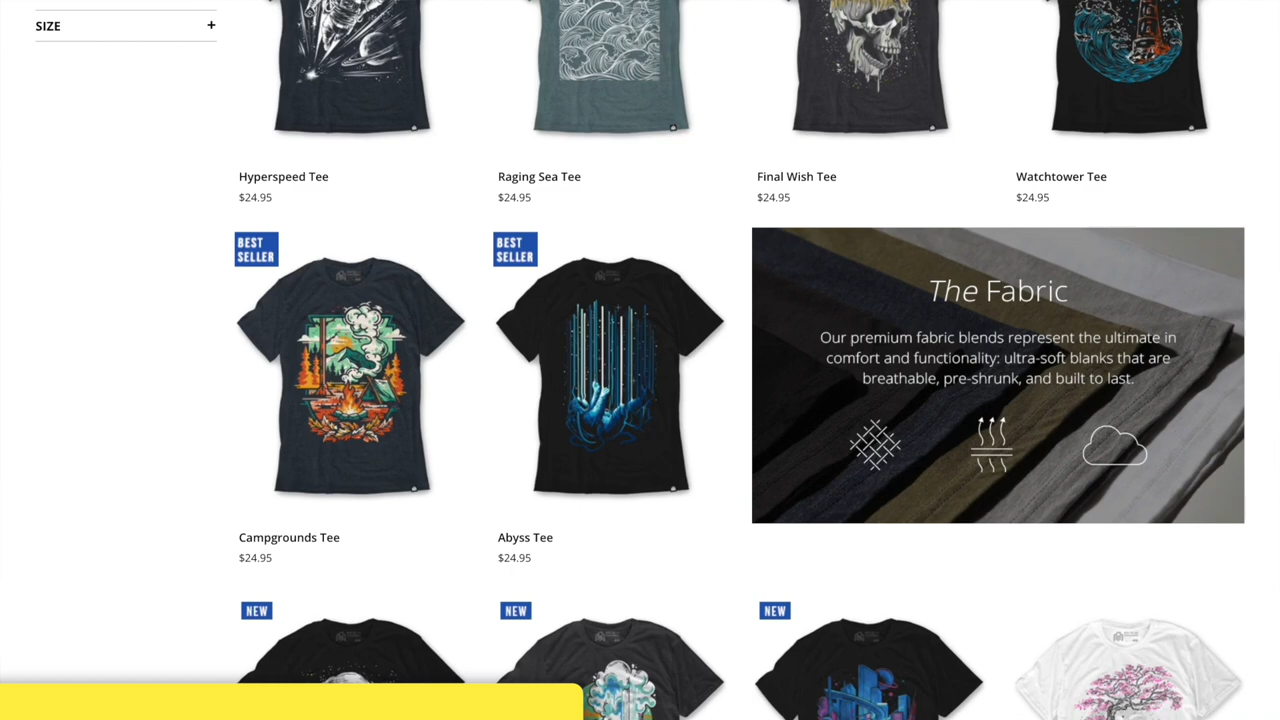 SIZE +
Hyperspeed Tee
$24.95
Raging Sea Tee
$24.95
Final Wish Tee
$24.95
Watchtower Tee
$24.95
BEST
SELLER
BEST
SELLER
The Fabric
Our premium fabric blends represent the ultimate in
comfort and functionality: ultra-soft blanks that are
breathable, pre-shrunk, and built to last.
Campgrounds Tee
$24.95
Abyss Tee
$24.95
NEW
NEW
NEW